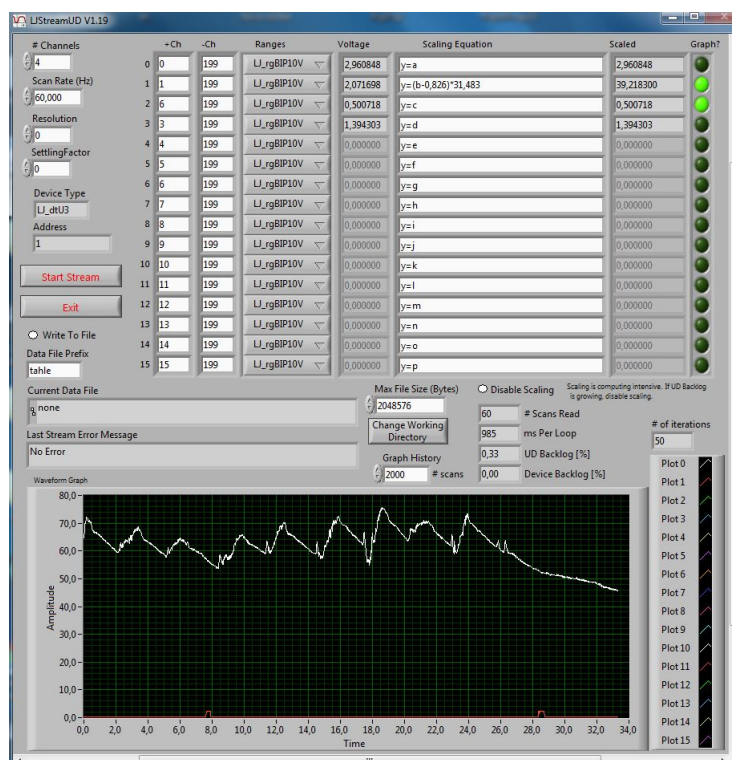 LJStreamUD V1.19
# Channels
4
Scan Rate (Hz)
60,000
Resolution
0
SettlingFactor
0
Device Type
LJ_dtU3
Address
1
Start Stream
Exit
Write To File
Data File Prefix
tahle
+Ch -Ch Ranges Voltage Scaling Equation Scaled Graph?
0 0 199 LJ_rgBIP10V 2,960848 y=a 2,960848
1 1 199 LJ_rgBIP10V 2,071698 y=(b-0,826)*31,483 39,218300
2 6 199 LJ_rgBIP10V 0,500718 y=c 0,500718
3 3 199 LJ_rgBIP10V 1,394303 y=d 1,394303
4 4 199 LJ_rgBIP10V 0,000000 y=e 0,000000
5 5 199 LJ_rgBIP10V 0,000000 y=f 0,000000
6 6 199 LJ_rgBIP10V 0,000000 y=g 0,000000
7 7 199 LJ_rgBIP10V 0,000000 y=h 0,000000
8 8 199 LJ_rgBIP10V 0,000000 y=i 0,000000
9 9 199 LJ_rgBIP10V 0,000000 y=j 0,000000
10 10 199 LJ_rgBIP10V 0,000000 y=k 0,000000
11 11 199 LJ_rgBIP10V 0,000000 y=l 0,000000
12 12 199 LJ_rgBIP10V 0,000000 y=m 0,000000
13 13 199 LJ_rgBIP10V 0,000000 y=n 0,000000
14 14 199 LJ_rgBIP10V 0,000000 y=o 0,000000
15 15 199 LJ_rgBIP10V 0,000000 y=p 0,000000
Current Data File
none
Last Stream Error Message
No Error
Max File Size (Bytes)
2048576
Change Working
Directory
Graph History
2000 # scans
Disable Scaling
Scaling is computing intensive. If UD Backlog
is growing, disable scaling.
60 # Scans Read
985 ms Per Loop
0,33 UD Backlog [%]
0,00 Device Backlog [%]
# of iterations
50
Waveform Graph
Amplitude
80,0
70,0
60,0
50,0
40,0
30,0
20,0
10,0
0,0
0,0 2,0 4,0 6,0 8,0 10,0 12,0 14,0 16,0 18,0 20,0 22,0 24,0 26,0 28,0 30,0 32,0 34,0
Time
Plot 0
Plot 1
Plot 2
Plot 3
Plot 4
Plot 5
Plot 6
Plot 7
Plot 8
Plot 9
Plot 10
Plot 11
Plot 12
Plot 13
Plot 14
Plot 15